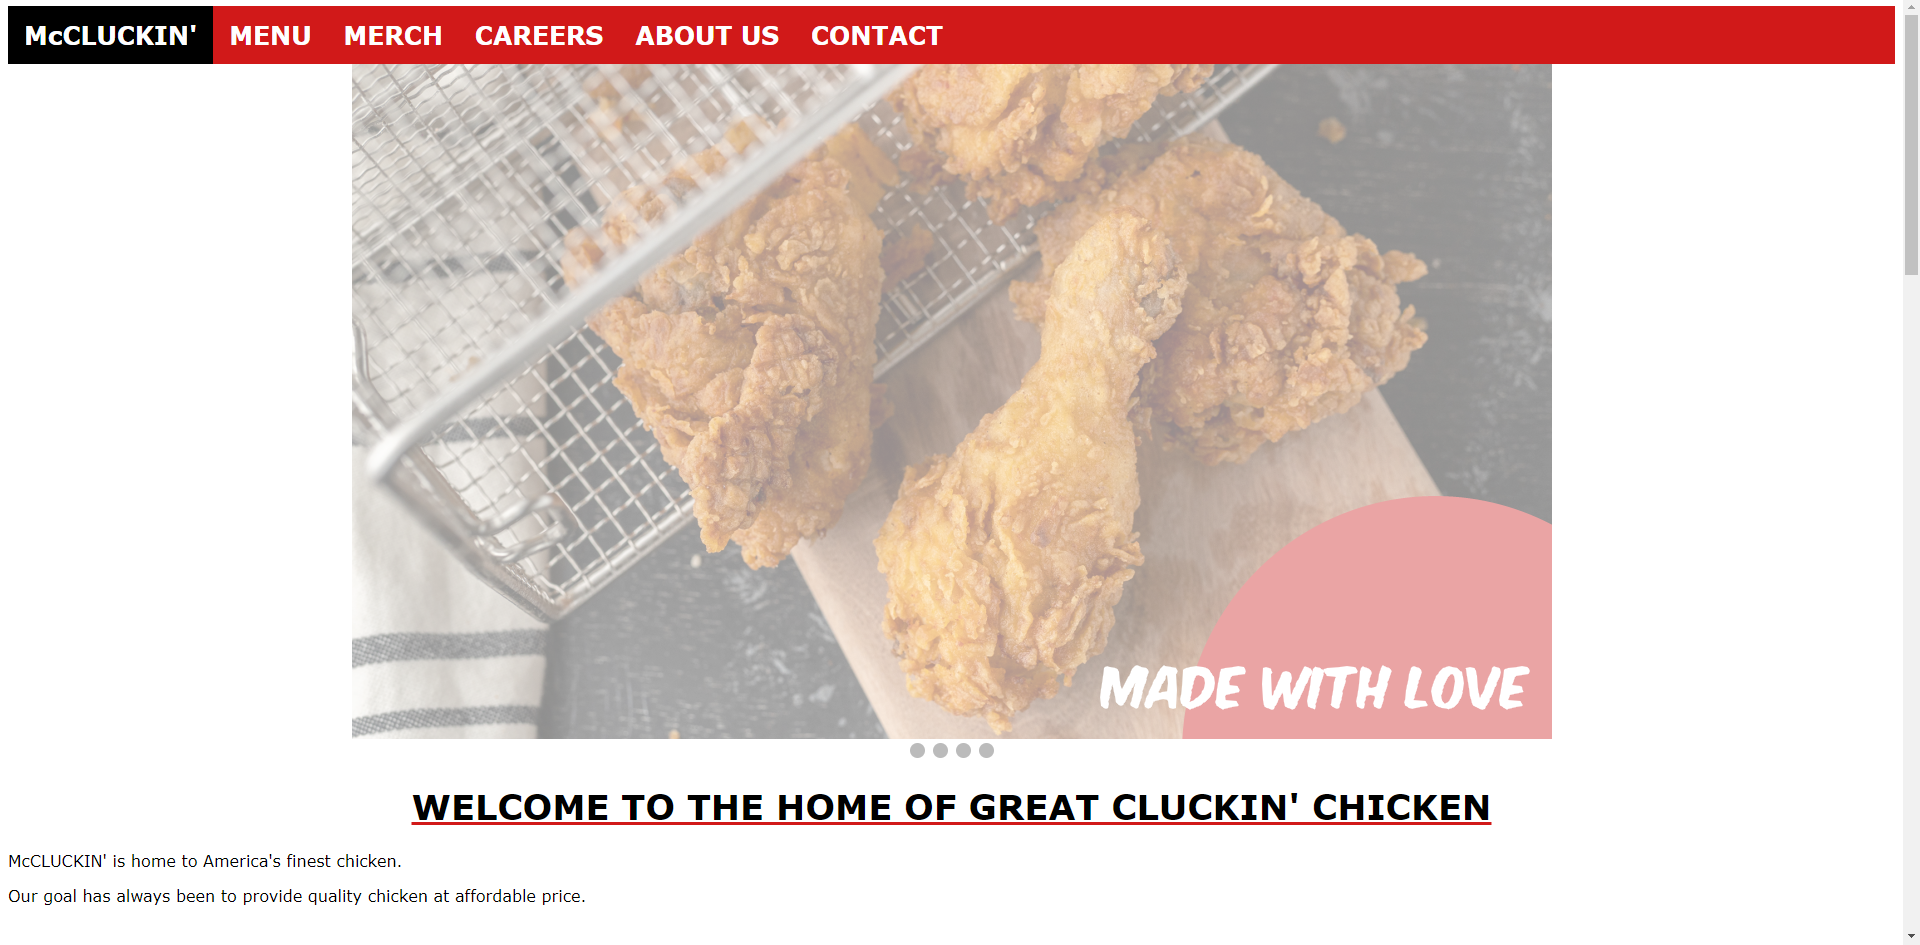 McCLUCKIN' MENU MERCH CAREERS ABOUT US CONTACT
MADE WITH LOVE
WELCOME TO THE HOME OF GREAT CLUCKIN' CHICKEN
McCLUCKIN' is home to America's finest chicken.
Our goal has always been to provide quality chicken at affordable price.